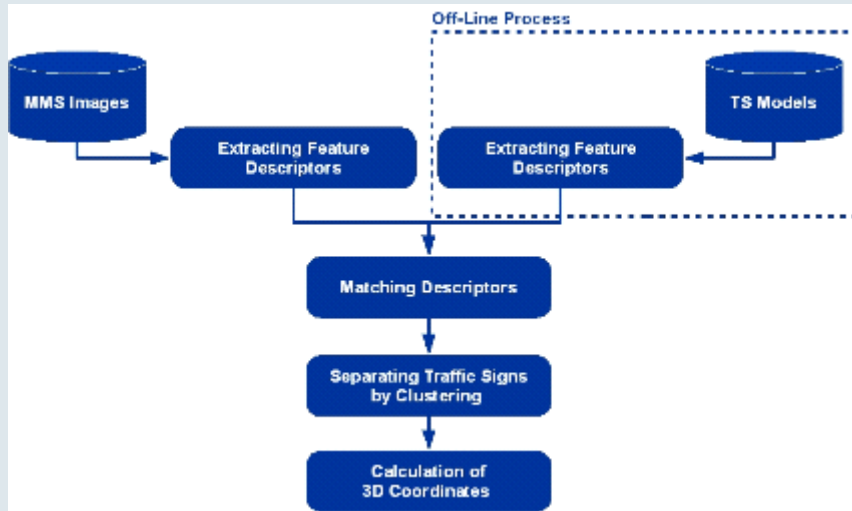 Off-Line Process
MMS Images
TS Models
Extracting Feature
Descriptors
Extracting Feature
Descriptors
Matching Descriptors
Separating Traffic Signs
by Clustering
Calculation of
3D Coordinates